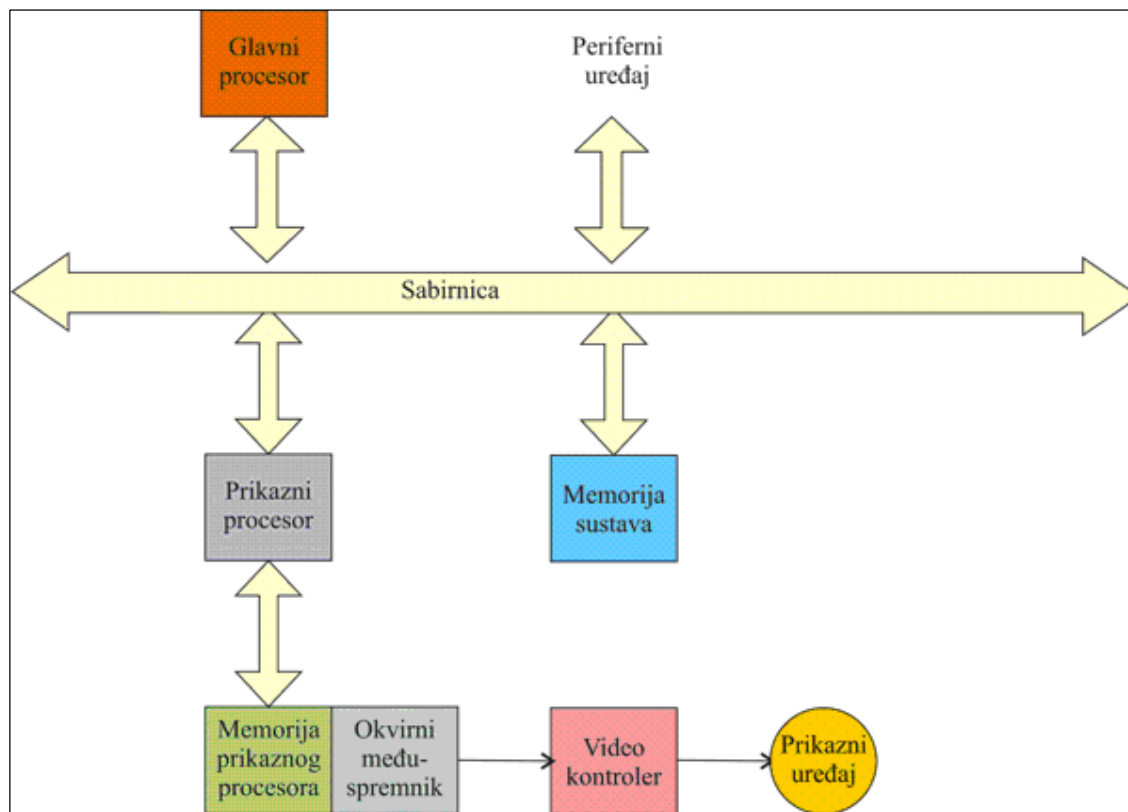 Glavni
procesor
Periferni
uređaj
Sabirnica
Prikazni
procesor
Memorija
sustava
Memorija
prikaznog
procesora
Okvirni
među-
spremnik
Video
kontroler
Prikazni
uređaj